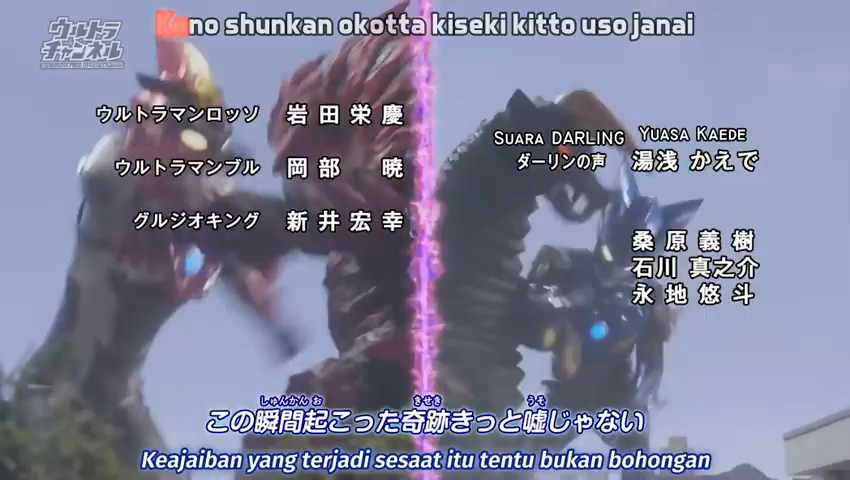 Kono shunkan okotta kiseki kitto uso janai
ウルトラ
チャンネル
ウルトラマンロッソ 岩田栄慶
ウルトラマンブル 岡部 暁
グルジオキング 新井宏幸
SUARA DARLING YUASA KAEDE
ダーリンの声 湯浅 かえで
桑原義樹
石川 真之介
永地悠斗
しゅんかん お きせき うそ
この瞬間起こった奇跡きっと嘘じゃない
Keajaiban yang terjadi sesaat itu tentu bukan bohongan